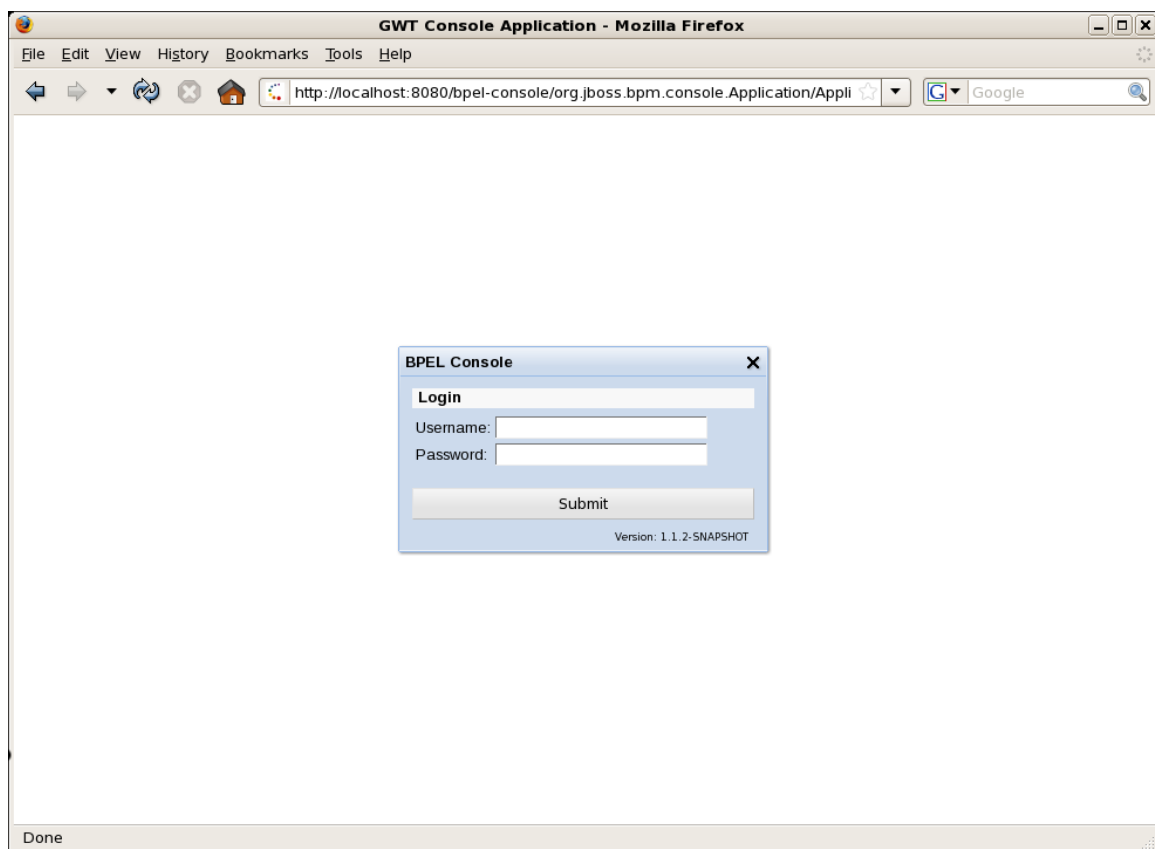 GWT Console Application - Mozilla Firefox
File Edit View History Bookmarks Tools Help
http://localhost:8080/bpel-console/org.jboss.bpm.console.Application/Appli G Google
BPEL Console
Login
Username:
Password:
Submit
Version: 1.1.2-SNAPSHOT
Done